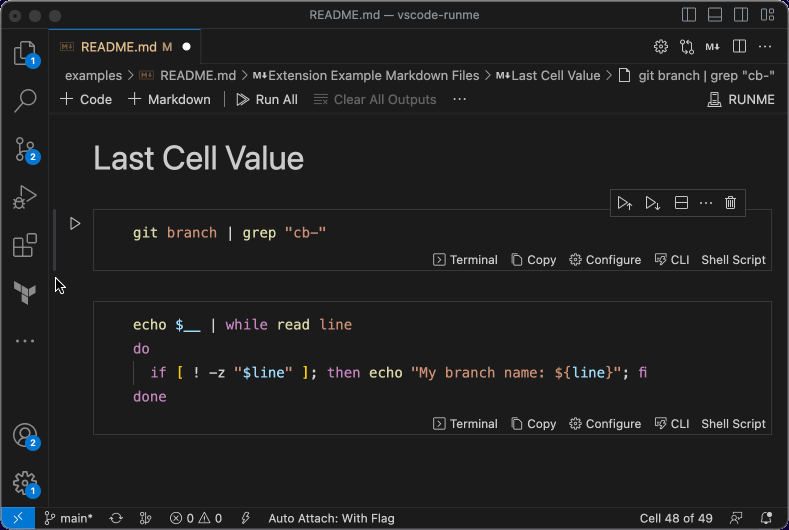 README.md — vscode-runme
README.md M
examples > README.md > Extension Example Markdown Files > Last Cell Value > git branch | grep "cb-"
Code Markdown Run All Clear All Outputs ··· RUNME
1
2
Last Cell Value
git branch | grep "cb-"
Terminal Copy Configure CLI Shell Script
echo $__ | while read line
do
if [ ! -z "$line" ]; then echo "My branch name: ${line}"; fi
done
Terminal Copy Configure CLI Shell Script
2
1
main* 0 0 Auto Attach: With Flag Cell 48 of 49